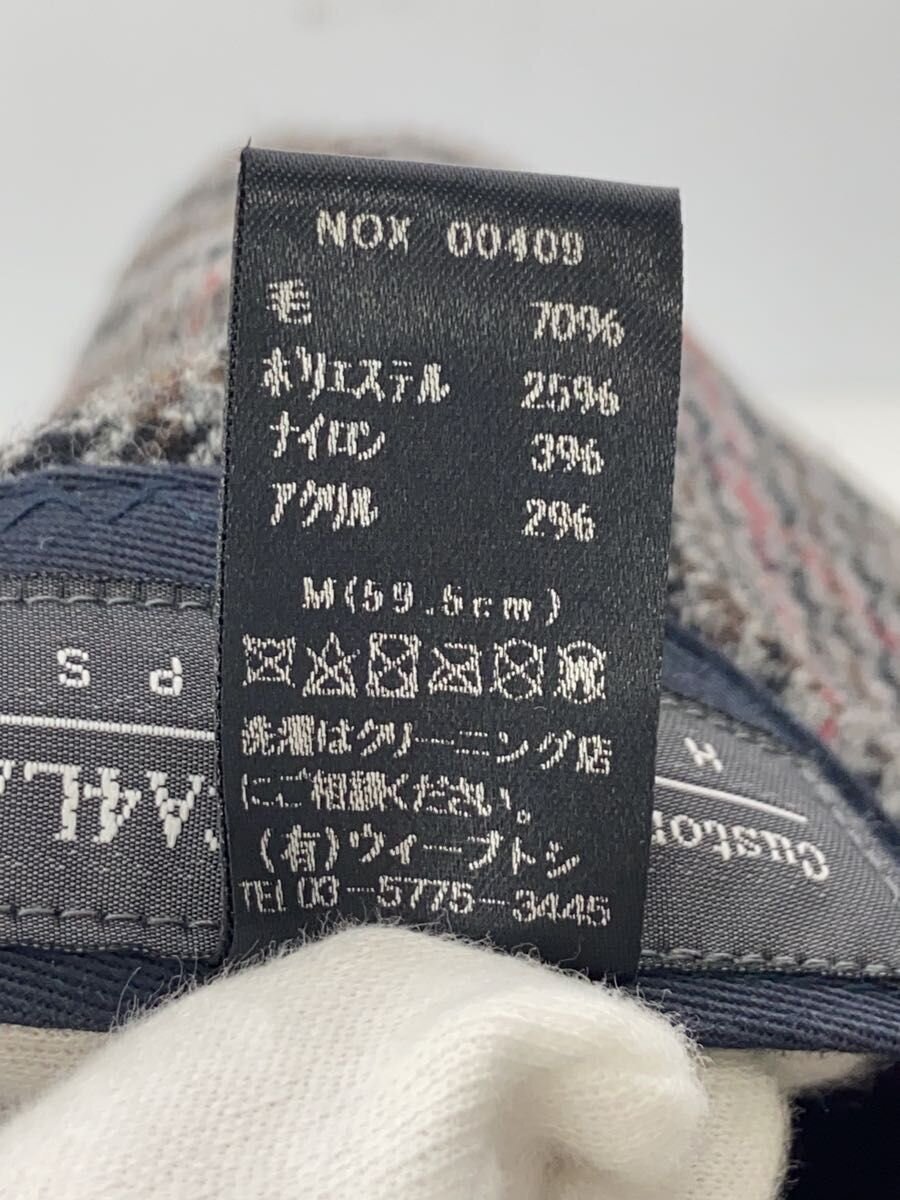 NOX 00409
毛 70%
ポリエステル 25%
ナイロン 3%
アクリル 2%
M(59.5cm)
洗濯はクリーニング店
にご相談ください。
(有)ウィーブトシ
TEL 03-5775-3445
P S
CA4LA
Custom